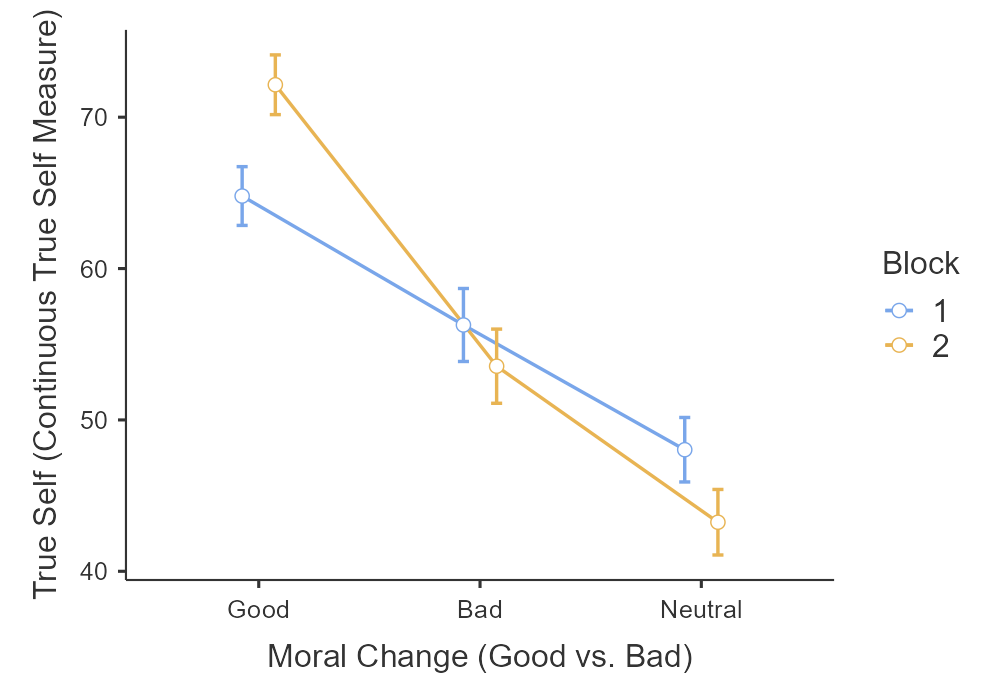 True Self (Continuous True Self Measure)
70
60
50
40
Good Bad Neutral
Moral Change (Good vs. Bad)
Block
1
2